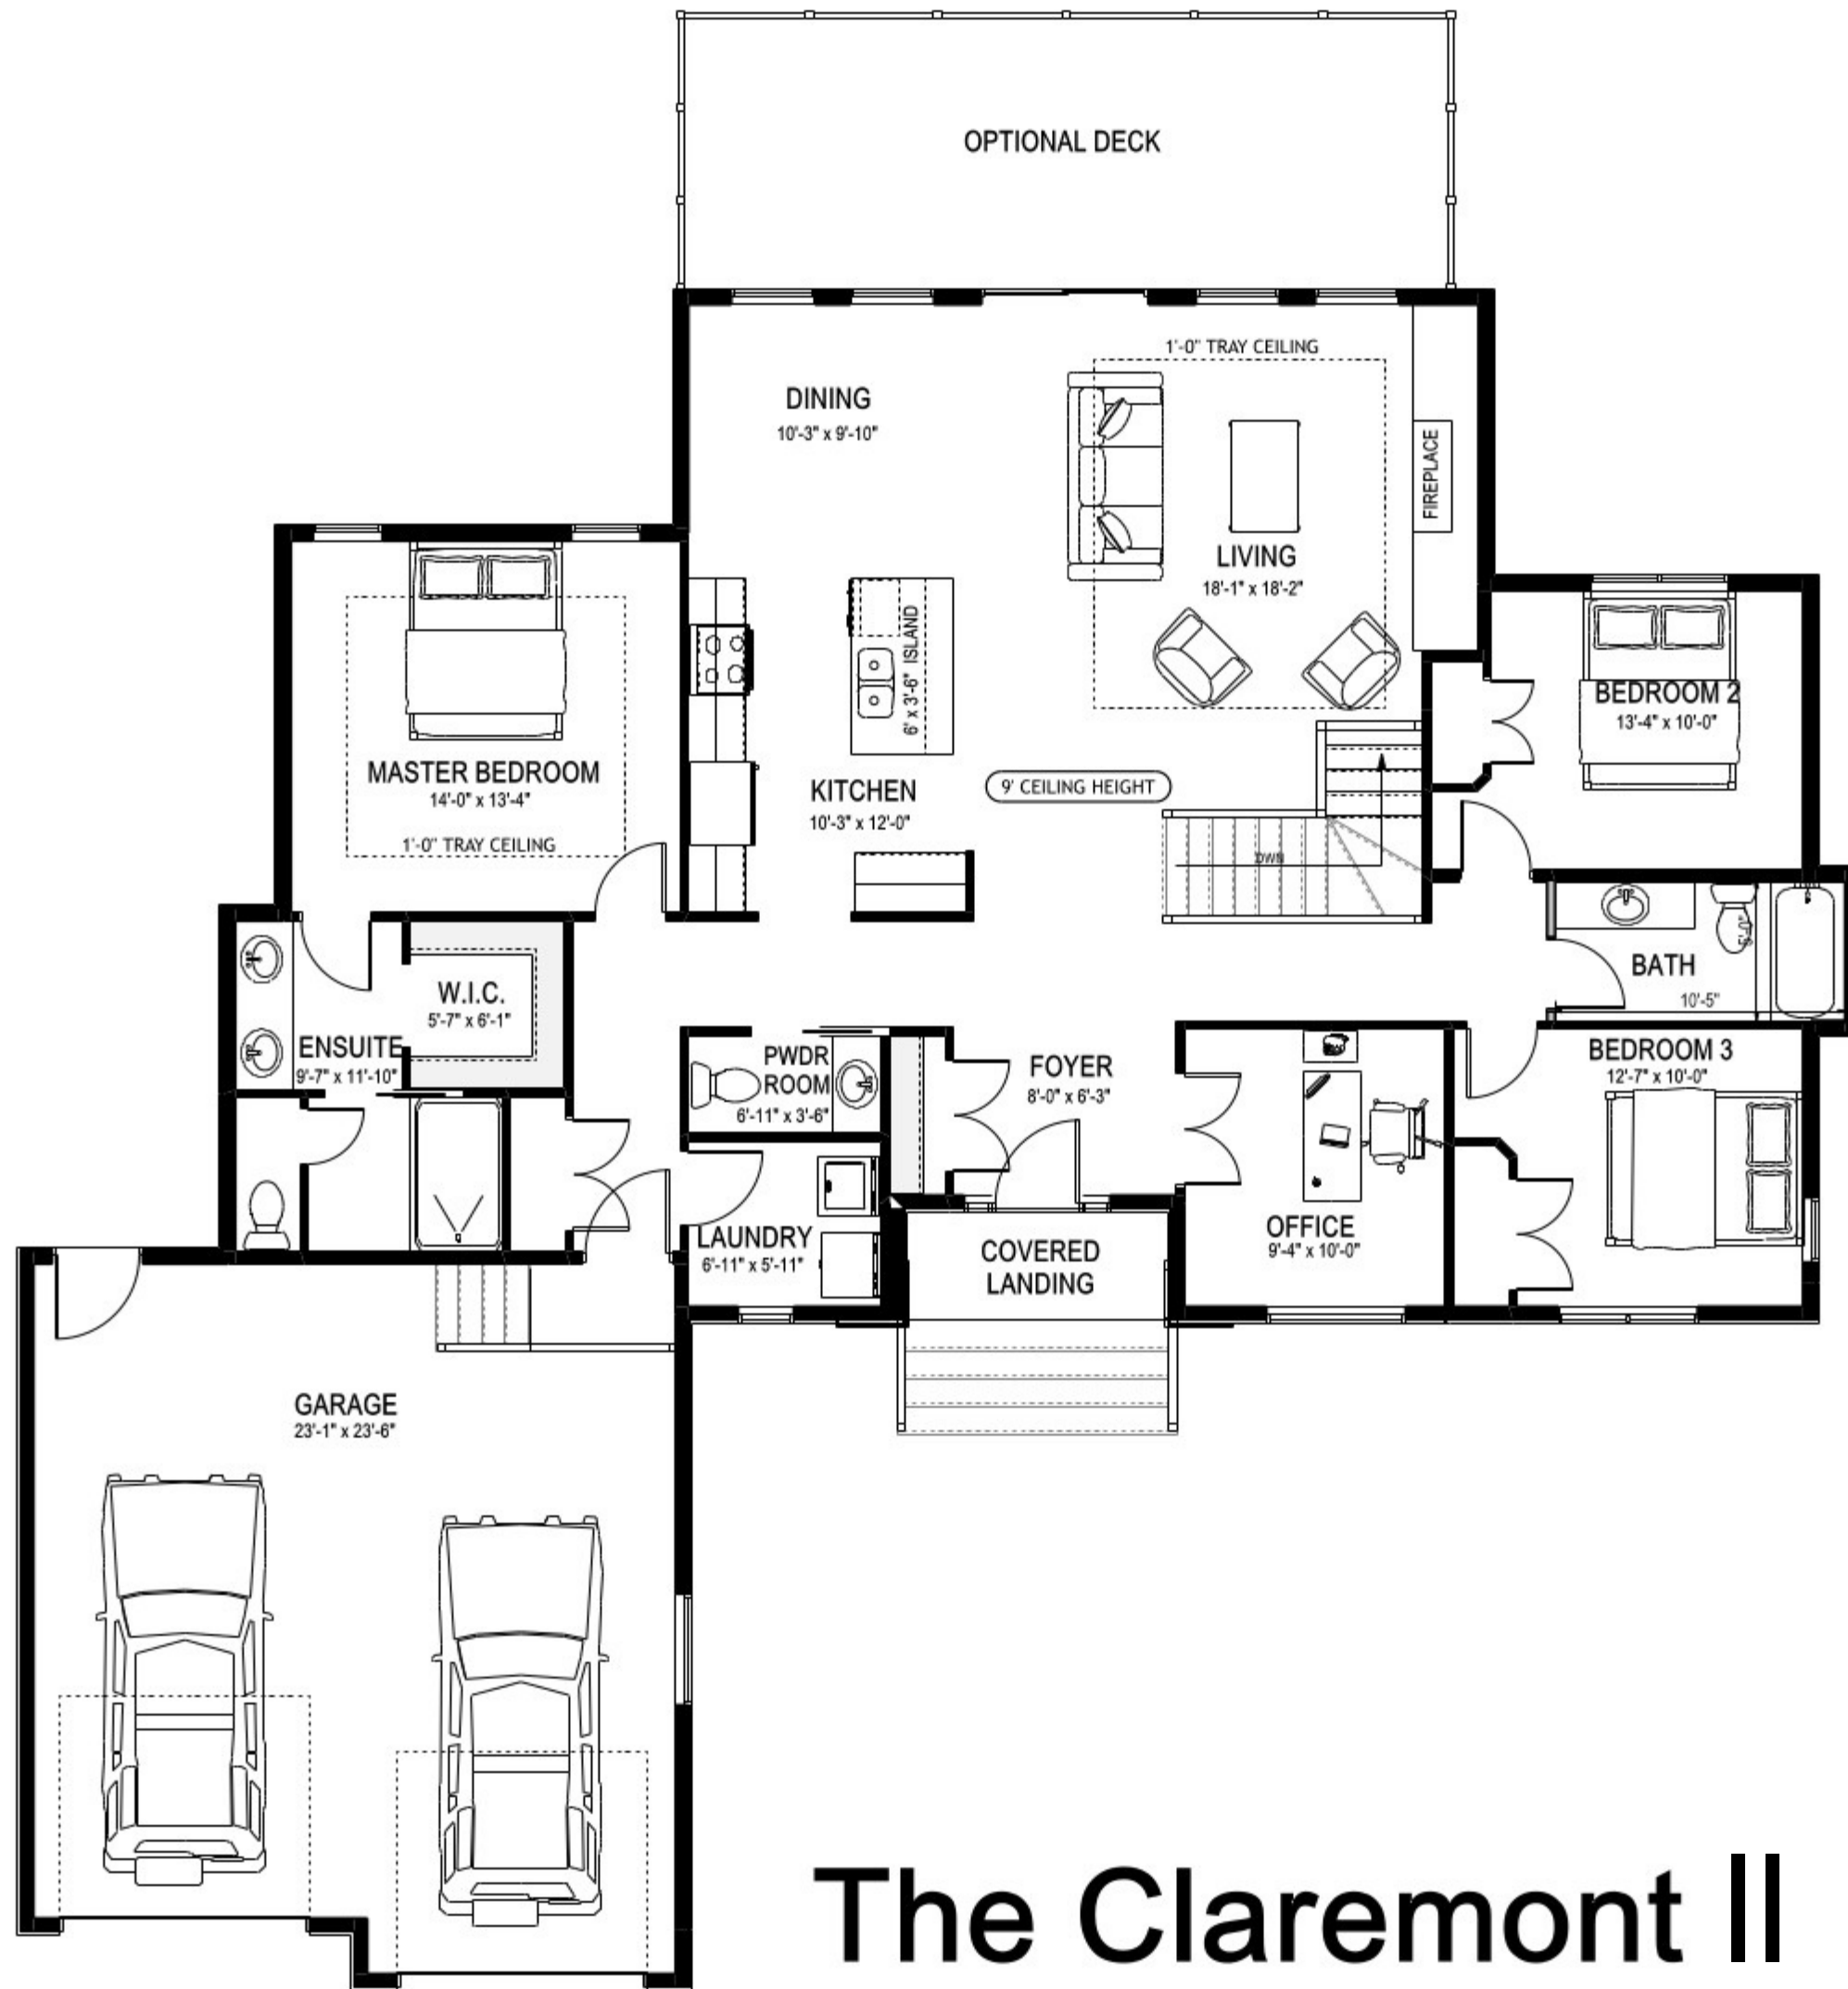 OPTIONAL DECK
1'-0" TRAY CEILING
DINING
10'-3" x 9'-10"
FIREPLACE
LIVING
18'-1" x 18'-2"
6' x 3'-6" ISLAND
BEDROOM 2
13'-4" x 10'-0"
MASTER BEDROOM
14'-0" x 13'-4"
1'-0" TRAY CEILING
KITCHEN
10'-3" x 12'-0"
9' CEILING HEIGHT
DWN
5'-0"
BATH
10'-5"
W.I.C.
5'-7" x 6'-1"
ENSUITE
9'-7" x 11'-10"
PWDR
ROOM
6'-11" x 3'-6"
FOYER
8'-0" x 6'-3"
BEDROOM 3
12'-7" x 10'-0"
LAUNDRY
6'-11" x 5'-11"
COVERED
LANDING
OFFICE
9'-4" x 10'-0"
GARAGE
23'-1" x 23'-6"
The Claremont II